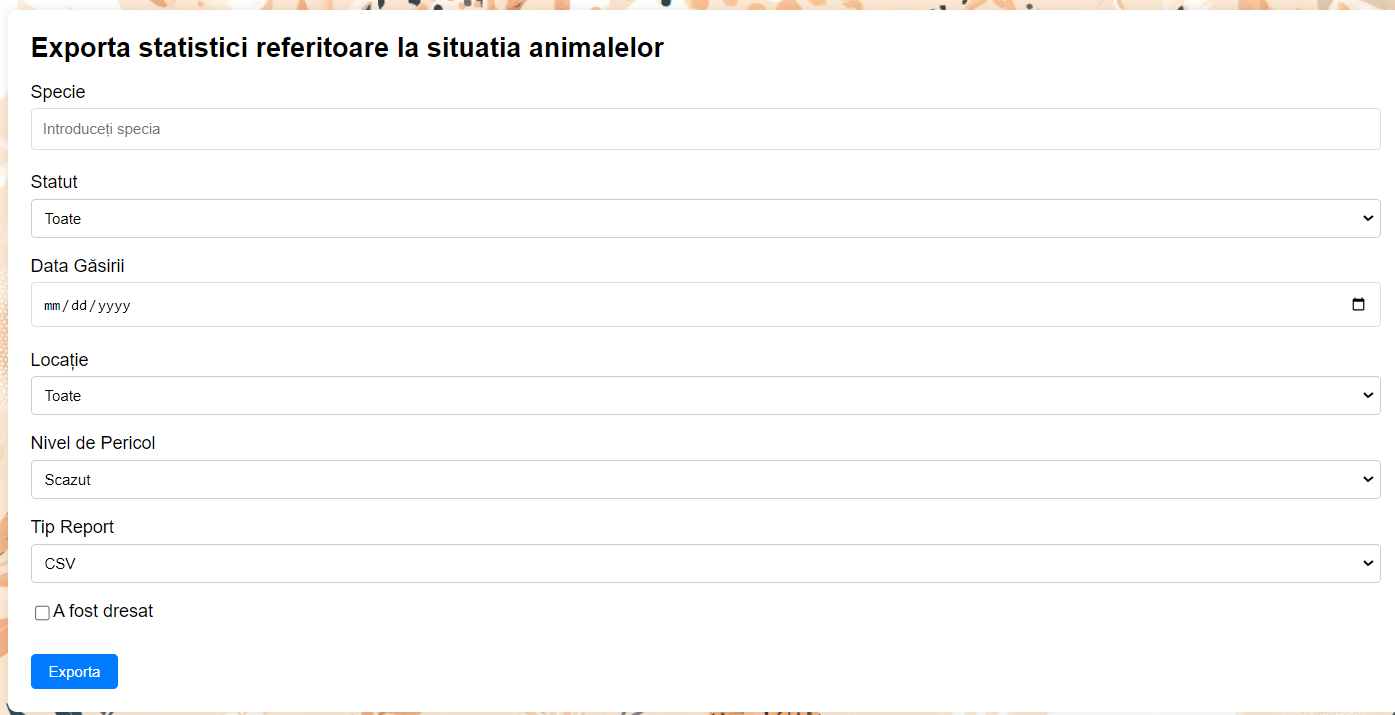 Exporta statistici referitoare la situatia animalelor
Specie
Introduceți specia
Statut
Toate
Data Găsirii
mm/dd/yyyy
Locație
Toate
Nivel de Pericol
Scazut
Tip Report
CSV
A fost dresat
Exporta